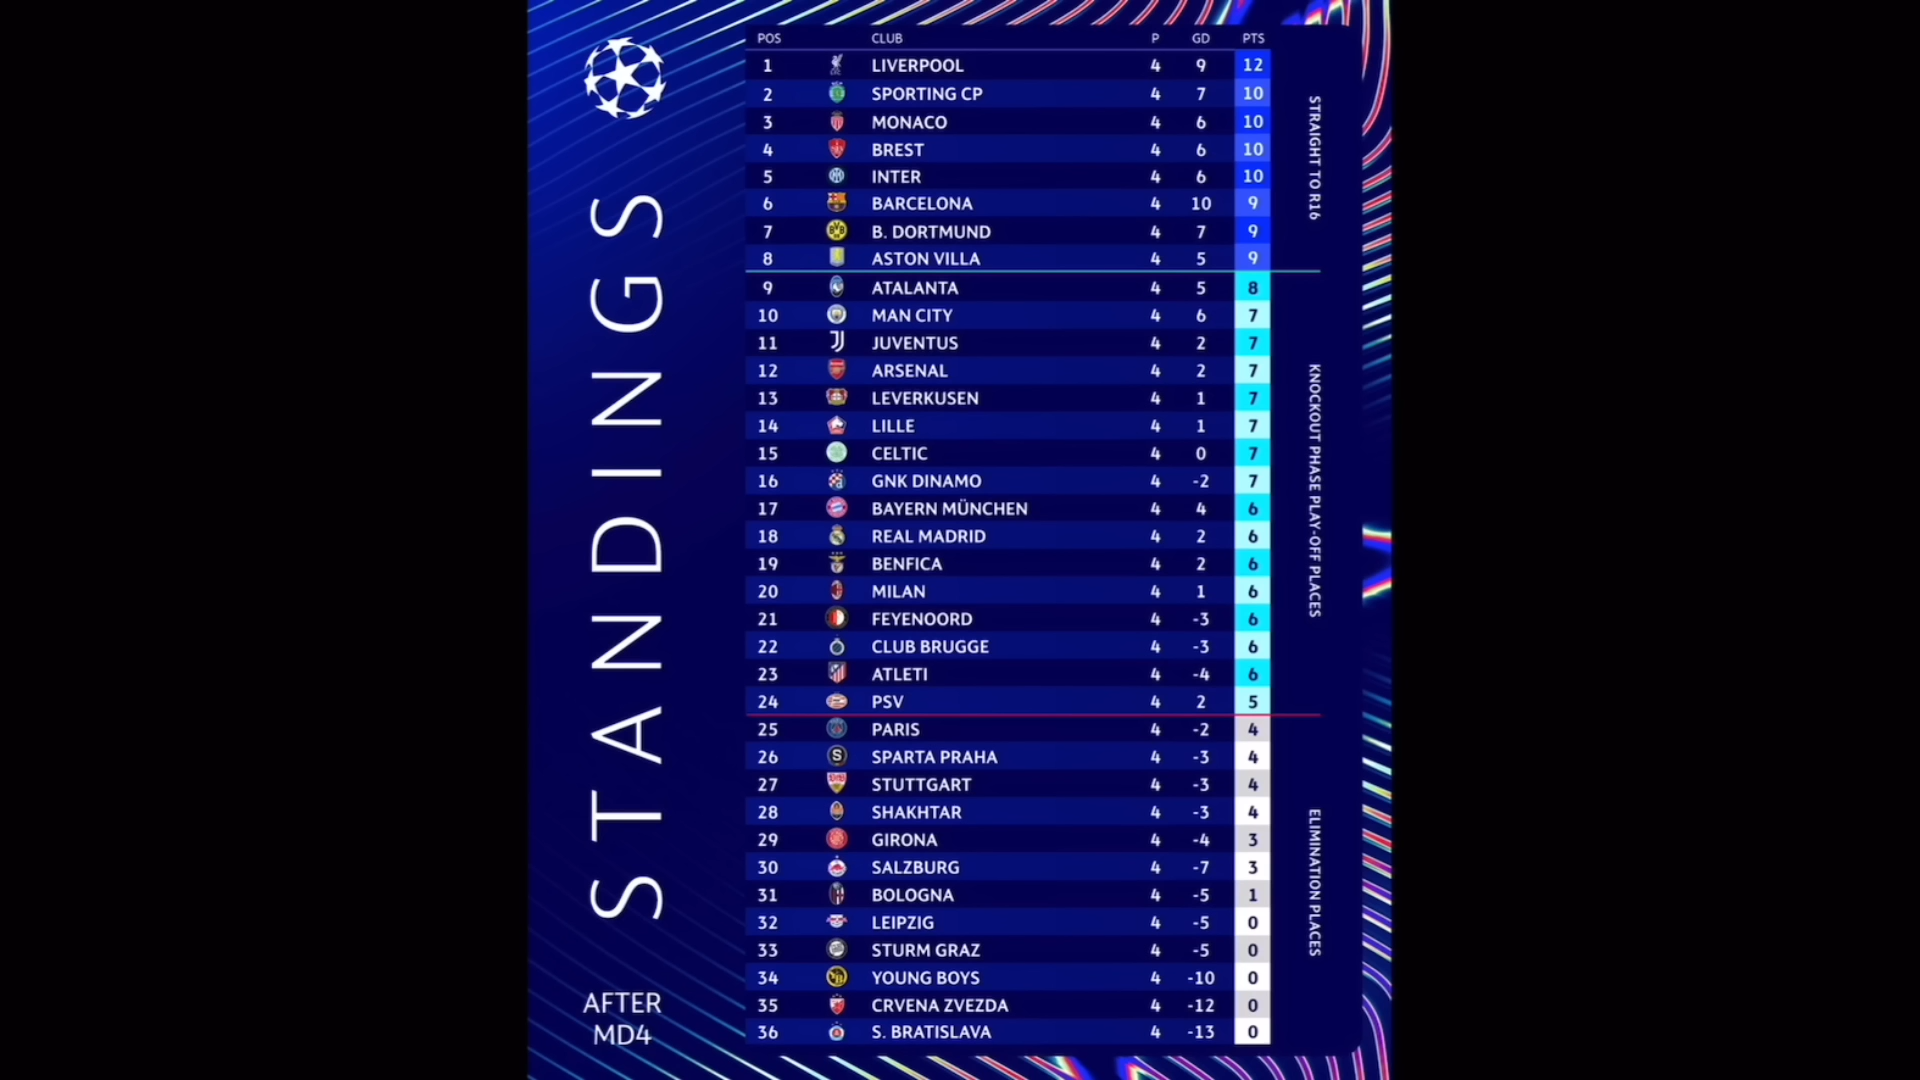 STANDINGS
AFTER
MD4
POS CLUB P GD PTS
1 LIVERPOOL 4 9 12
2 SPORTING CP 4 7 10
3 MONACO 4 6 10
4 BREST 4 6 10
5 INTER 4 6 10
6 BARCELONA 4 10 9
7 B. DORTMUND 4 7 9
8 ASTON VILLA 4 5 9
STRAIGHT TO R16
9 ATALANTA 4 5 8
10 MAN CITY 4 6 7
11 JUVENTUS 4 2 7
12 ARSENAL 4 2 7
13 LEVERKUSEN 4 1 7
14 LILLE 4 1 7
15 CELTIC 4 0 7
16 GNK DINAMO 4 -2 7
17 BAYERN MÜNCHEN 4 4 6
18 REAL MADRID 4 2 6
19 BENFICA 4 2 6
20 MILAN 4 1 6
21 FEYENOORD 4 -3 6
22 CLUB BRUGGE 4 -3 6
23 ATLETI 4 -4 6
24 PSV 4 2 5
KNOCKOUT PHASE PLAY-OFF PLACES
25 PARIS 4 -2 4
26 SPARTA PRAHA 4 -3 4
27 STUTTGART 4 -3 4
28 SHAKHTAR 4 -3 4
29 GIRONA 4 -4 3
30 SALZBURG 4 -7 3
31 BOLOGNA 4 -5 1
32 LEIPZIG 4 -5 0
33 STURM GRAZ 4 -5 0
34 YOUNG BOYS 4 -10 0
35 CRVENA ZVEZDA 4 -12 0
36 S. BRATISLAVA 4 -13 0
ELIMINATION PLACES